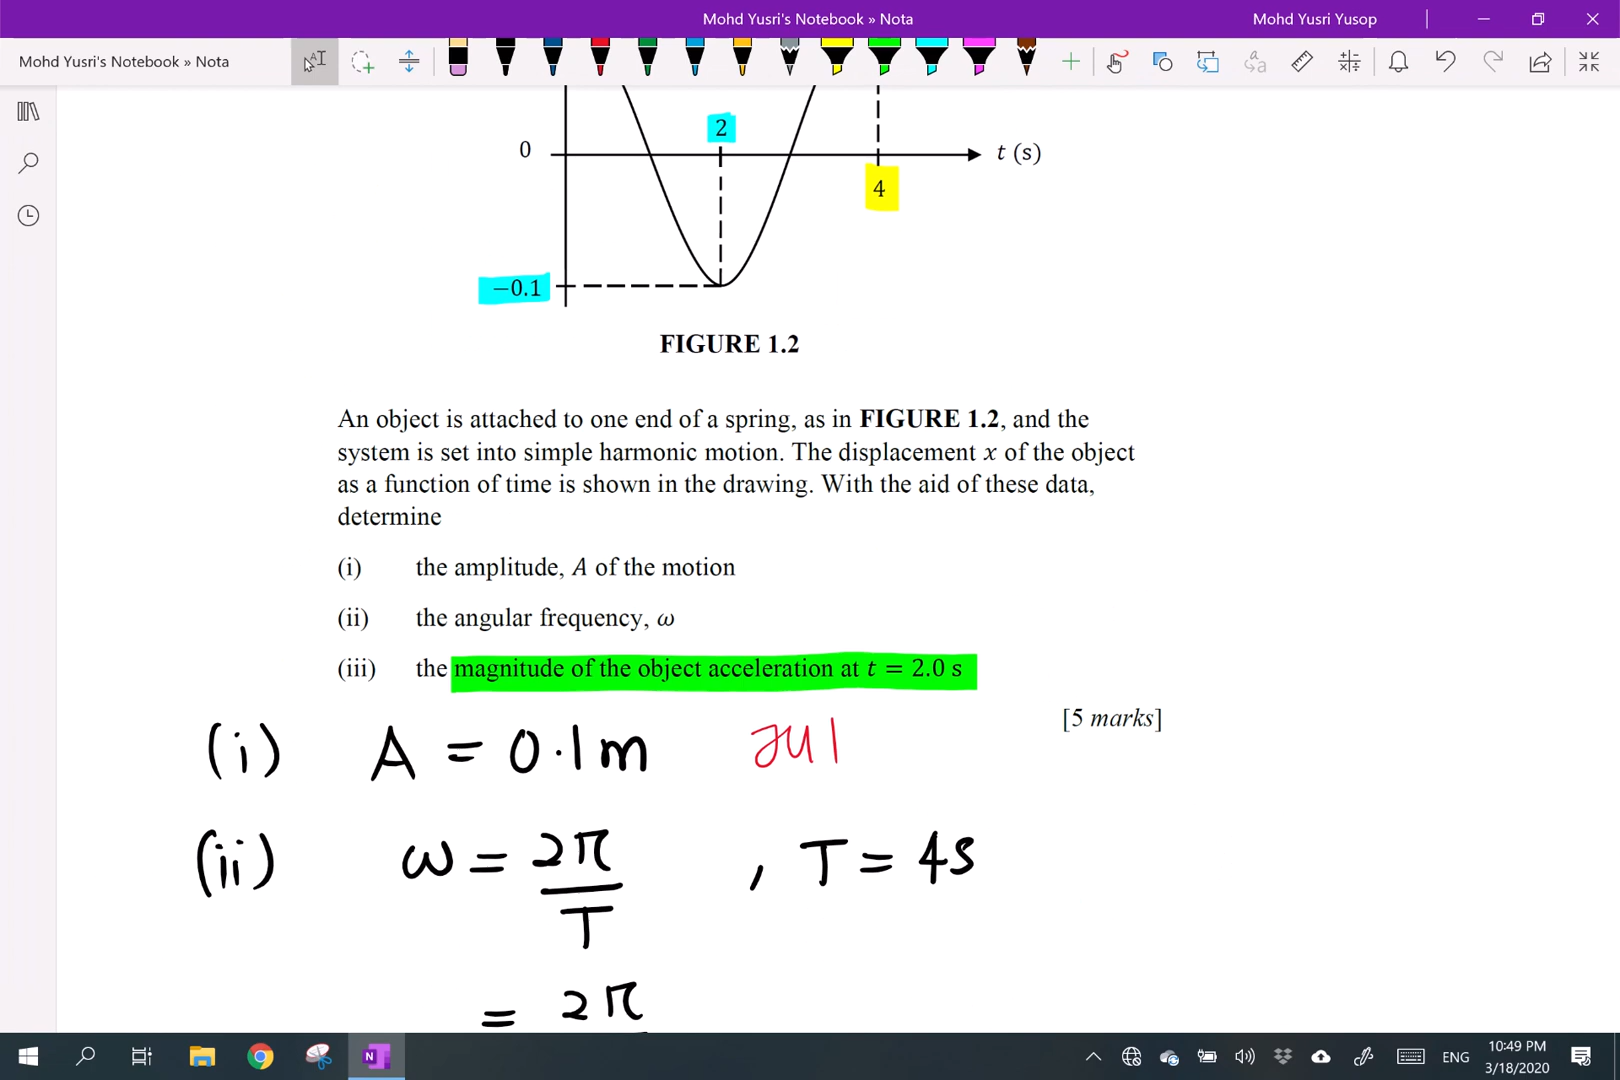 Mohd Yusri's Notebook » Nota
Mohd Yusri Yusop
Mohd Yusri's Notebook » Nota
2
0
t (s)
4
−0.1
FIGURE 1.2
An object is attached to one end of a spring, as in FIGURE 1.2, and the
system is set into simple harmonic motion. The displacement x of the object
as a function of time is shown in the drawing. With the aid of these data,
determine
(i) the amplitude, A of the motion
(ii) the angular frequency, ω
(iii) the magnitude of the object acceleration at t = 2.0 s
[5 marks]
(i) A = 0.1m
(ii) ω = 2π/T , T = 4s
= 2π
ENG
10:49 PM
3/18/2020